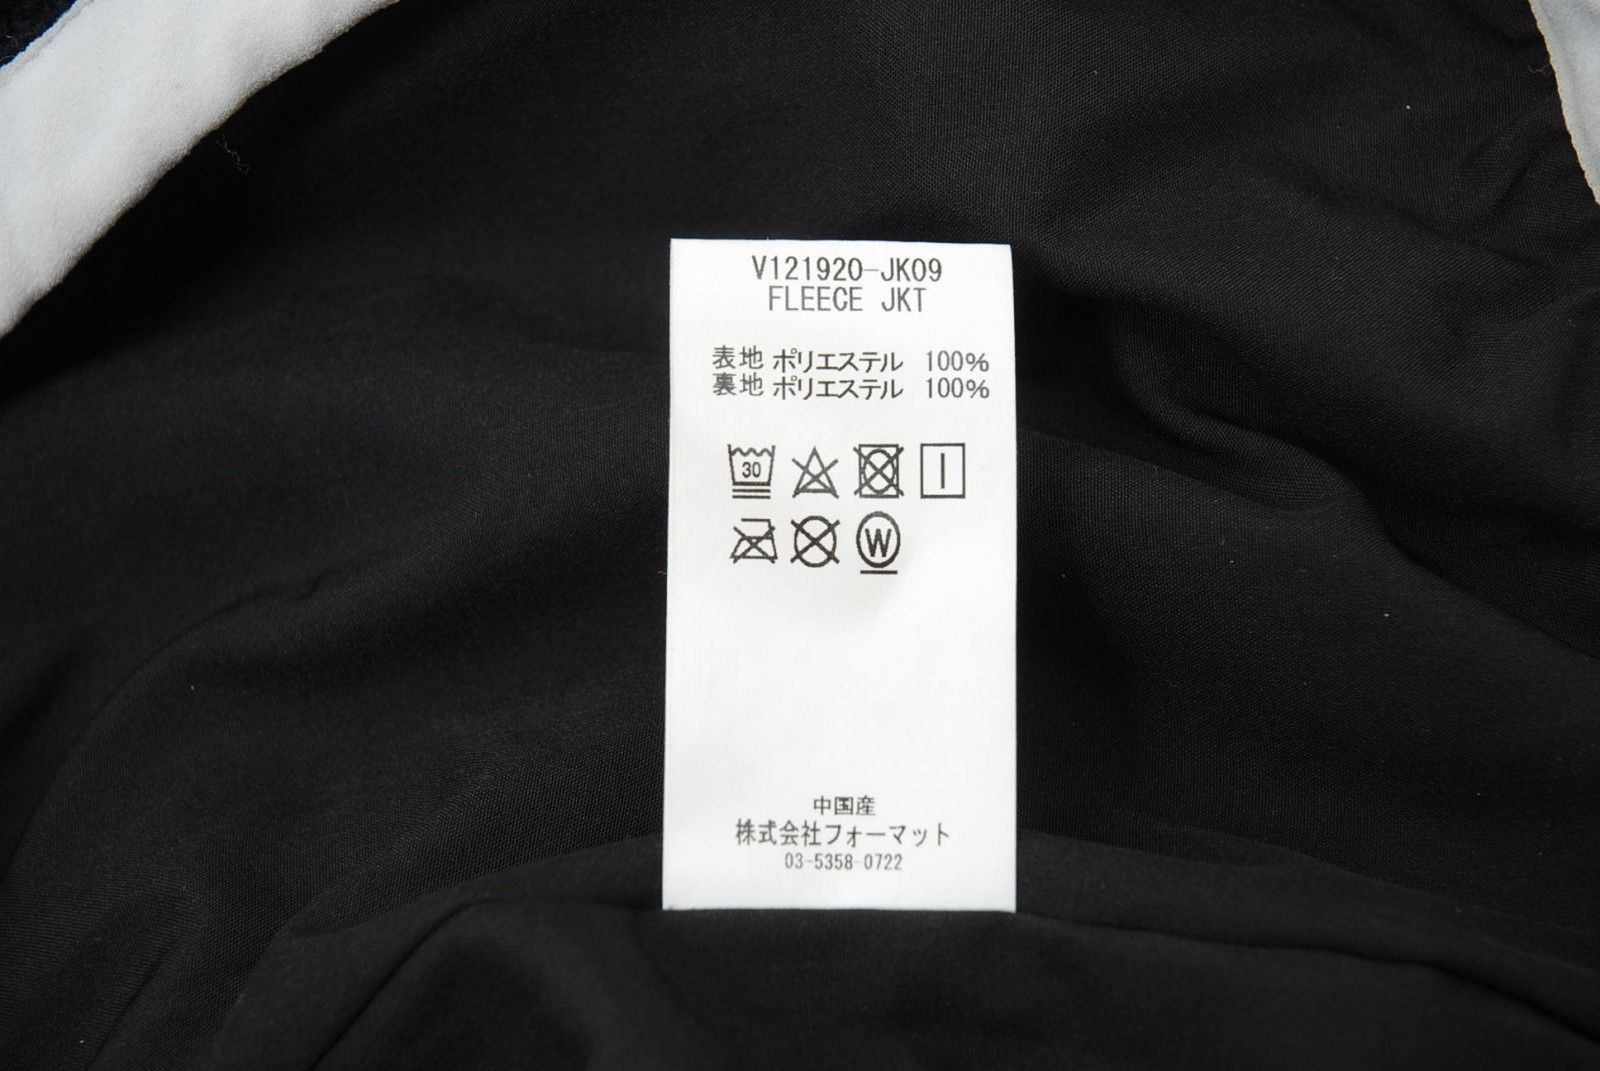 V121920-JK09
FLEECE JKT
表地 ポリエステル 100%
裏地 ポリエステル 100%
30
W
中国産
株式会社フォーマット
03-5358-0722